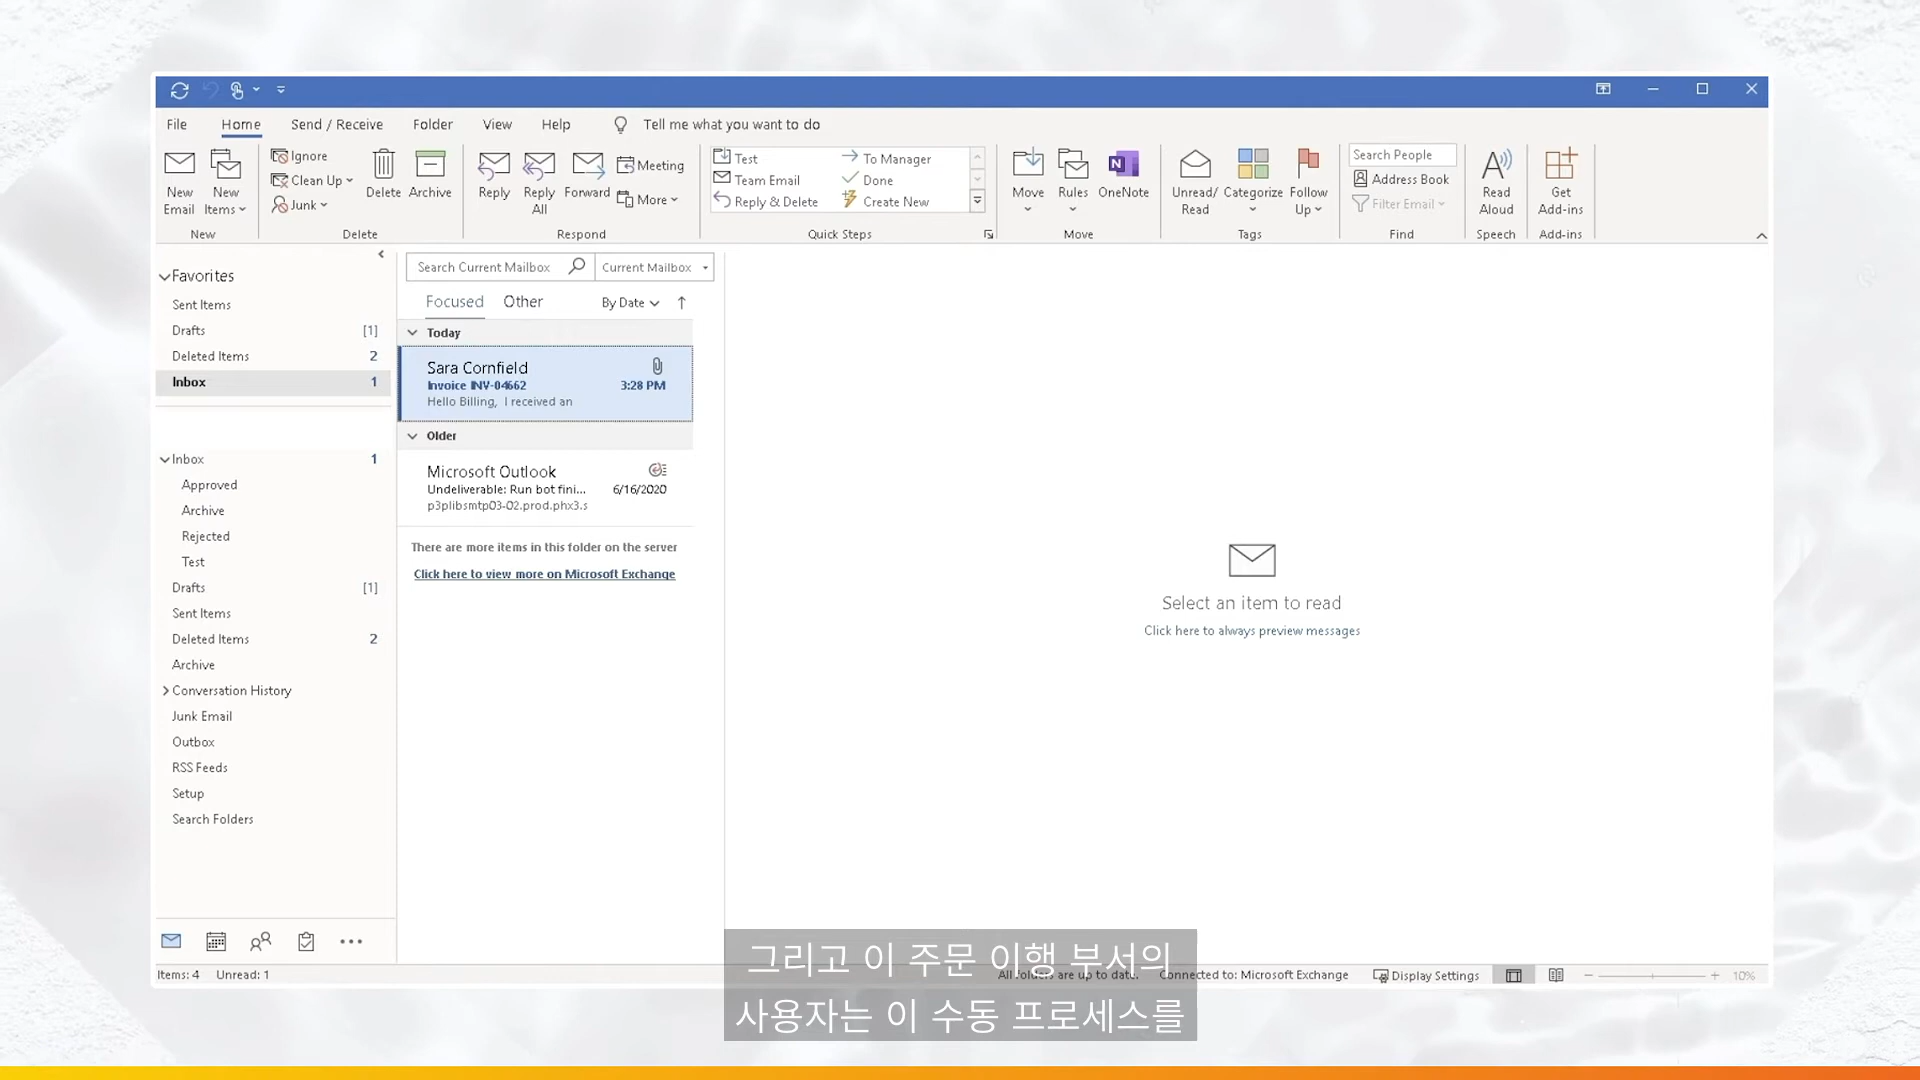 File Home Send / Receive Folder View Help Tell me what you want to do
New Email
New Items
New
Ignore
Clean Up
Junk
Delete
Archive
Delete
Reply
Reply All
Forward
Meeting
More
Respond
Test
Team Email
Reply & Delete
To Manager
Done
Create New
Quick Steps
Move
Rules
OneNote
Move
Unread/ Read
Categorize
Follow Up
Tags
Search People
Address Book
Filter Email
Find
Read Aloud
Speech
Get Add-ins
Add-ins
Favorites
Sent Items
Drafts [1]
Deleted Items 2
Inbox 1
Inbox 1
Approved
Archive
Rejected
Test
Drafts [1]
Sent Items
Deleted Items 2
Archive
Conversation History
Junk Email
Outbox
RSS Feeds
Setup
Search Folders
Search Current Mailbox Current Mailbox
Focused Other By Date
Today
Sara Cornfield
Invoice INV-04662 3:28 PM
Hello Billing, I received an
Older
Microsoft Outlook
Undeliverable: Run bot fini... 6/16/2020
p3plibsmtp03-02.prod.phx3.s
There are more items in this folder on the server
Click here to view more on Microsoft Exchange
Select an item to read
Click here to always preview messages
Items: 4 Unread: 1 All folders are up to date. Connected to: Microsoft Exchange Display Settings 10%
그리고 이 주문 이행 부서의
사용자는 이 수동 프로세스를